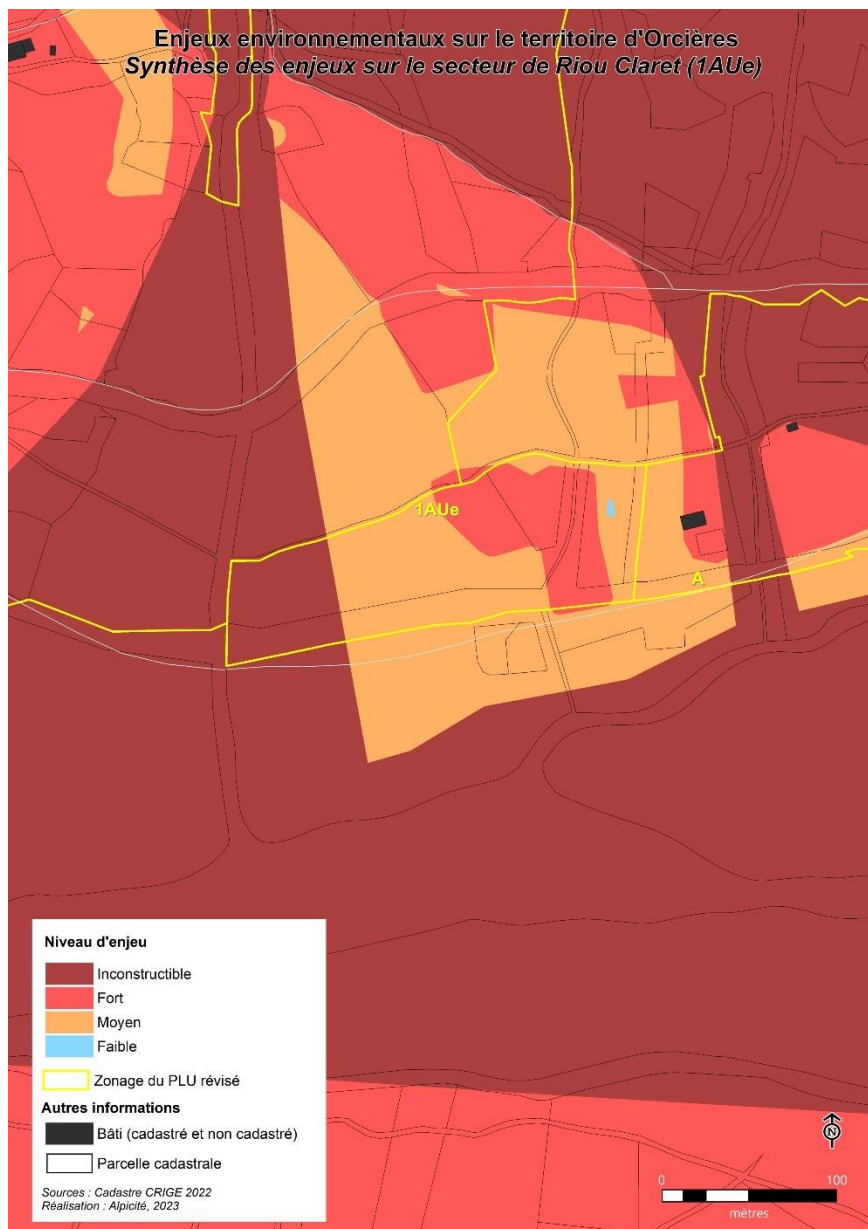 Enjeux environnementaux sur le territoire d'Orcières
Synthèse des enjeux sur le secteur de Riou Claret (1AUe)
1AUe
A
Niveau d'enjeu
Inconstructible
Fort
Moyen
Faible
Zonage du PLU révisé
Autres informations
Bâti (cadastré et non cadastré)
Parcelle cadastrale
Sources : Cadastre CRIGE 2022
Réalisation : Alpicité, 2023
N
0 100
mètres